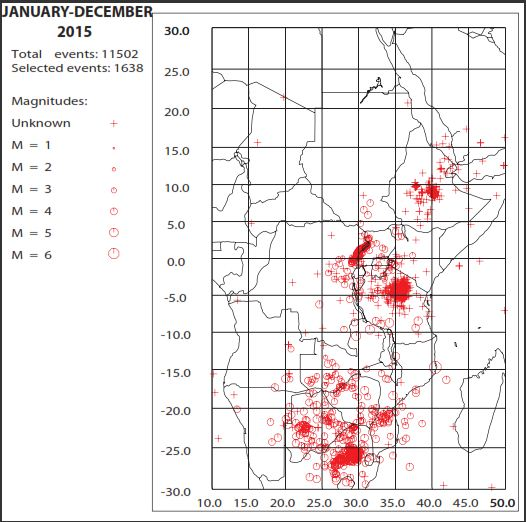 JANUARY-DECEMBER
2015
Total events: 11502
Selected events: 1638
Magnitudes:
Unknown
M = 1
M = 2
M = 3
M = 4
M = 5
M = 6
30.0
25.0
20.0
15.0
10.0
5.0
0.0
-5.0
-10.0
-15.0
-20.0
-25.0
-30.0
10.0 15.0 20.0 25.0 30.0 35.0 40.0 45.0 50.0